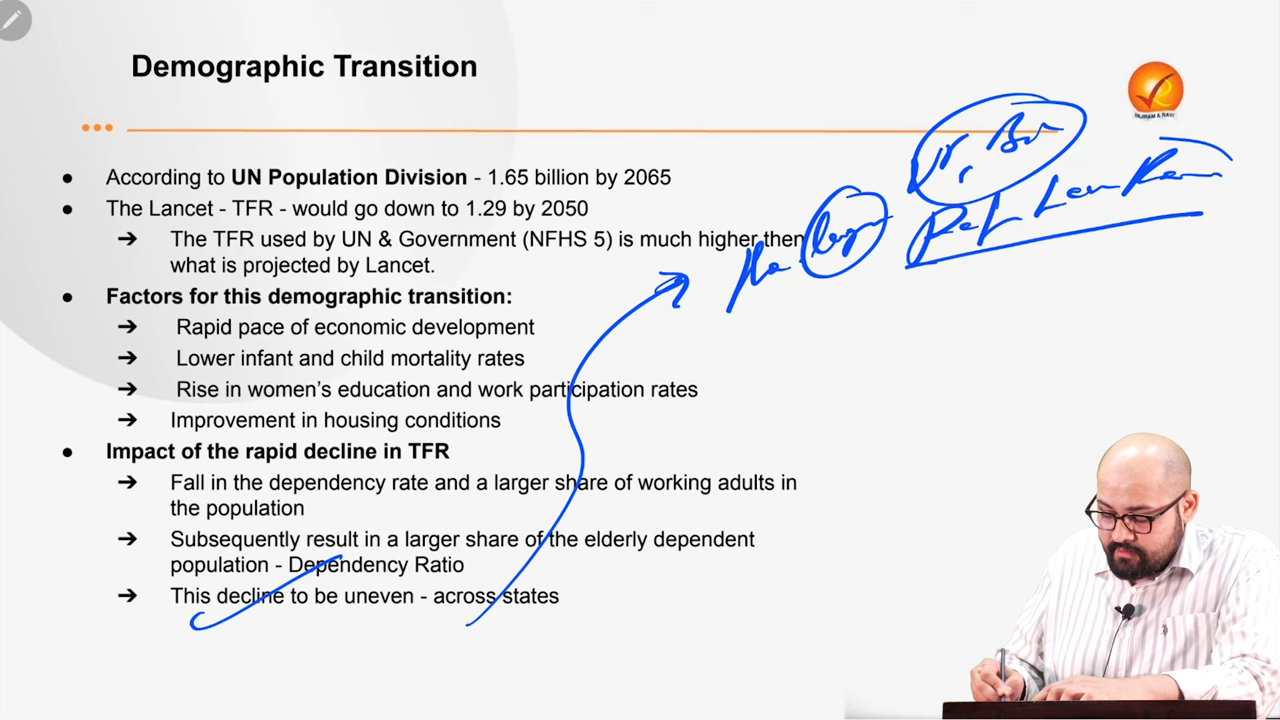 Demographic Transition
VAJIRAM & RAVI
● According to UN Population Division - 1.65 billion by 2065
● The Lancet - TFR - would go down to 1.29 by 2050
➔ The TFR used by UN & Government (NFHS 5) is much higher then
what is projected by Lancet.
● Factors for this demographic transition:
➔ Rapid pace of economic development
➔ Lower infant and child mortality rates
➔ Rise in women’s education and work participation rates
➔ Improvement in housing conditions
● Impact of the rapid decline in TFR
➔ Fall in the dependency rate and a larger share of working adults in
the population
➔ Subsequently result in a larger share of the elderly dependent
population - Dependency Ratio
➔ This decline to be uneven - across states